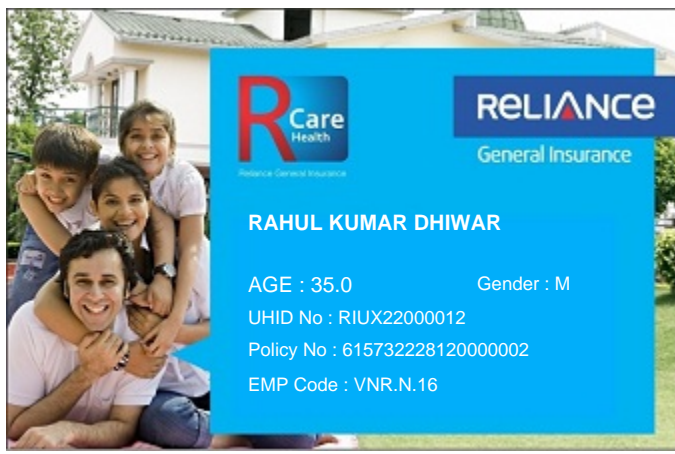 RCare
Health
Reliance General Insurance
RELIANCE
General Insurance
RAHUL KUMAR DHIWAR
AGE : 35.0
Gender : M
UHID No : RIUX22000012
Policy No : 615732228120000002
EMP Code : VNR.N.16